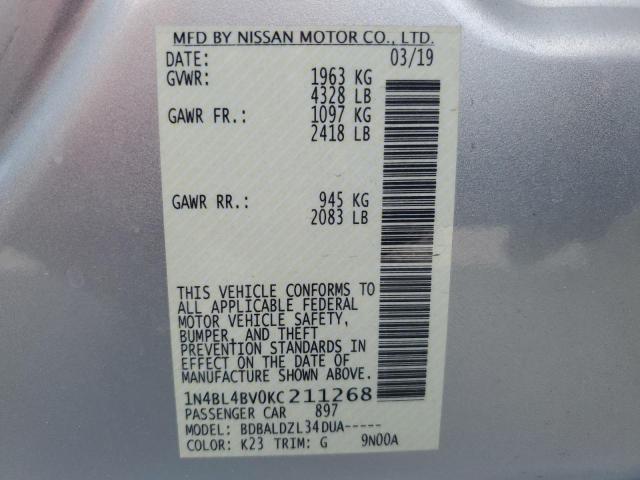 MFD BY NISSAN MOTOR CO., LTD.
DATE: 03/19
GVWR: 1963 KG
4328 LB
GAWR FR.: 1097 KG
2418 LB
GAWR RR.: 945 KG
2083 LB
THIS VEHICLE CONFORMS TO
ALL APPLICABLE FEDERAL
MOTOR VEHICLE SAFETY,
BUMPER, AND THEFT
PREVENTION STANDARDS IN
EFFECT ON THE DATE OF
MANUFACTURE SHOWN ABOVE.
1N4BL4BV0KC211268
PASSENGER CAR 897
MODEL: BDBALDZL34DUA-----
COLOR: K23 TRIM: G 9N00A